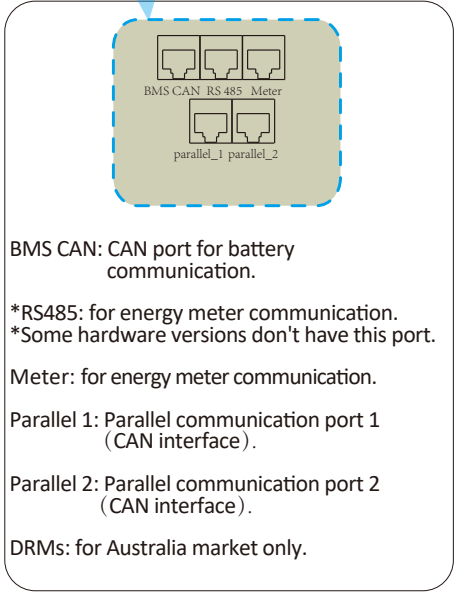 BMS CAN RS 485 Meter
parallel_1 parallel_2
BMS CAN: CAN port for battery
communication.
*RS485: for energy meter communication.
*Some hardware versions don't have this port.
Meter: for energy meter communication.
Parallel 1: Parallel communication port 1
（CAN interface）.
Parallel 2: Parallel communication port 2
（CAN interface）.
DRMs: for Australia market only.